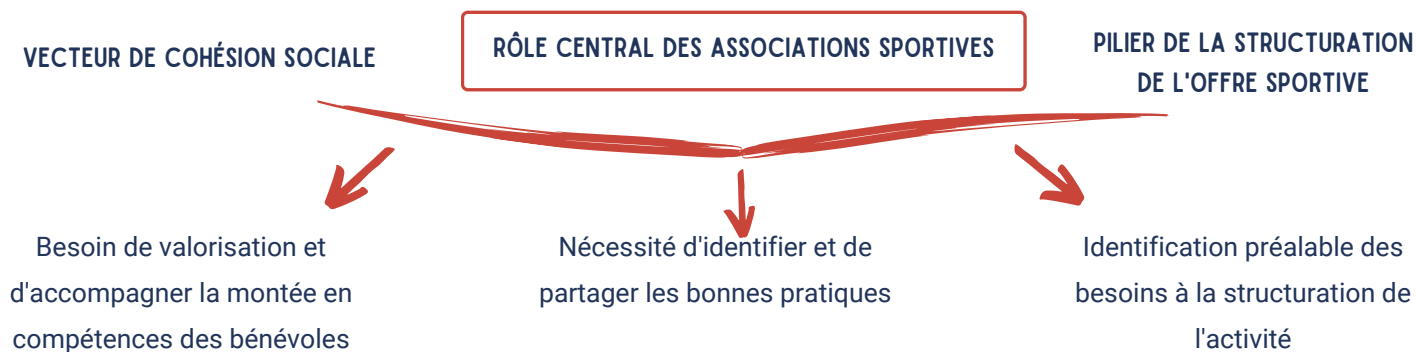 VECTEUR DE COHÉSION SOCIALE
RÔLE CENTRAL DES ASSOCIATIONS SPORTIVES
PILIER DE LA STRUCTURATION
DE L'OFFRE SPORTIVE
Besoin de valorisation et
d'accompagner la montée en
compétences des bénévoles
Nécessité d'identifier et de
partager les bonnes pratiques
Identification préalable des
besoins à la structuration de
l'activité